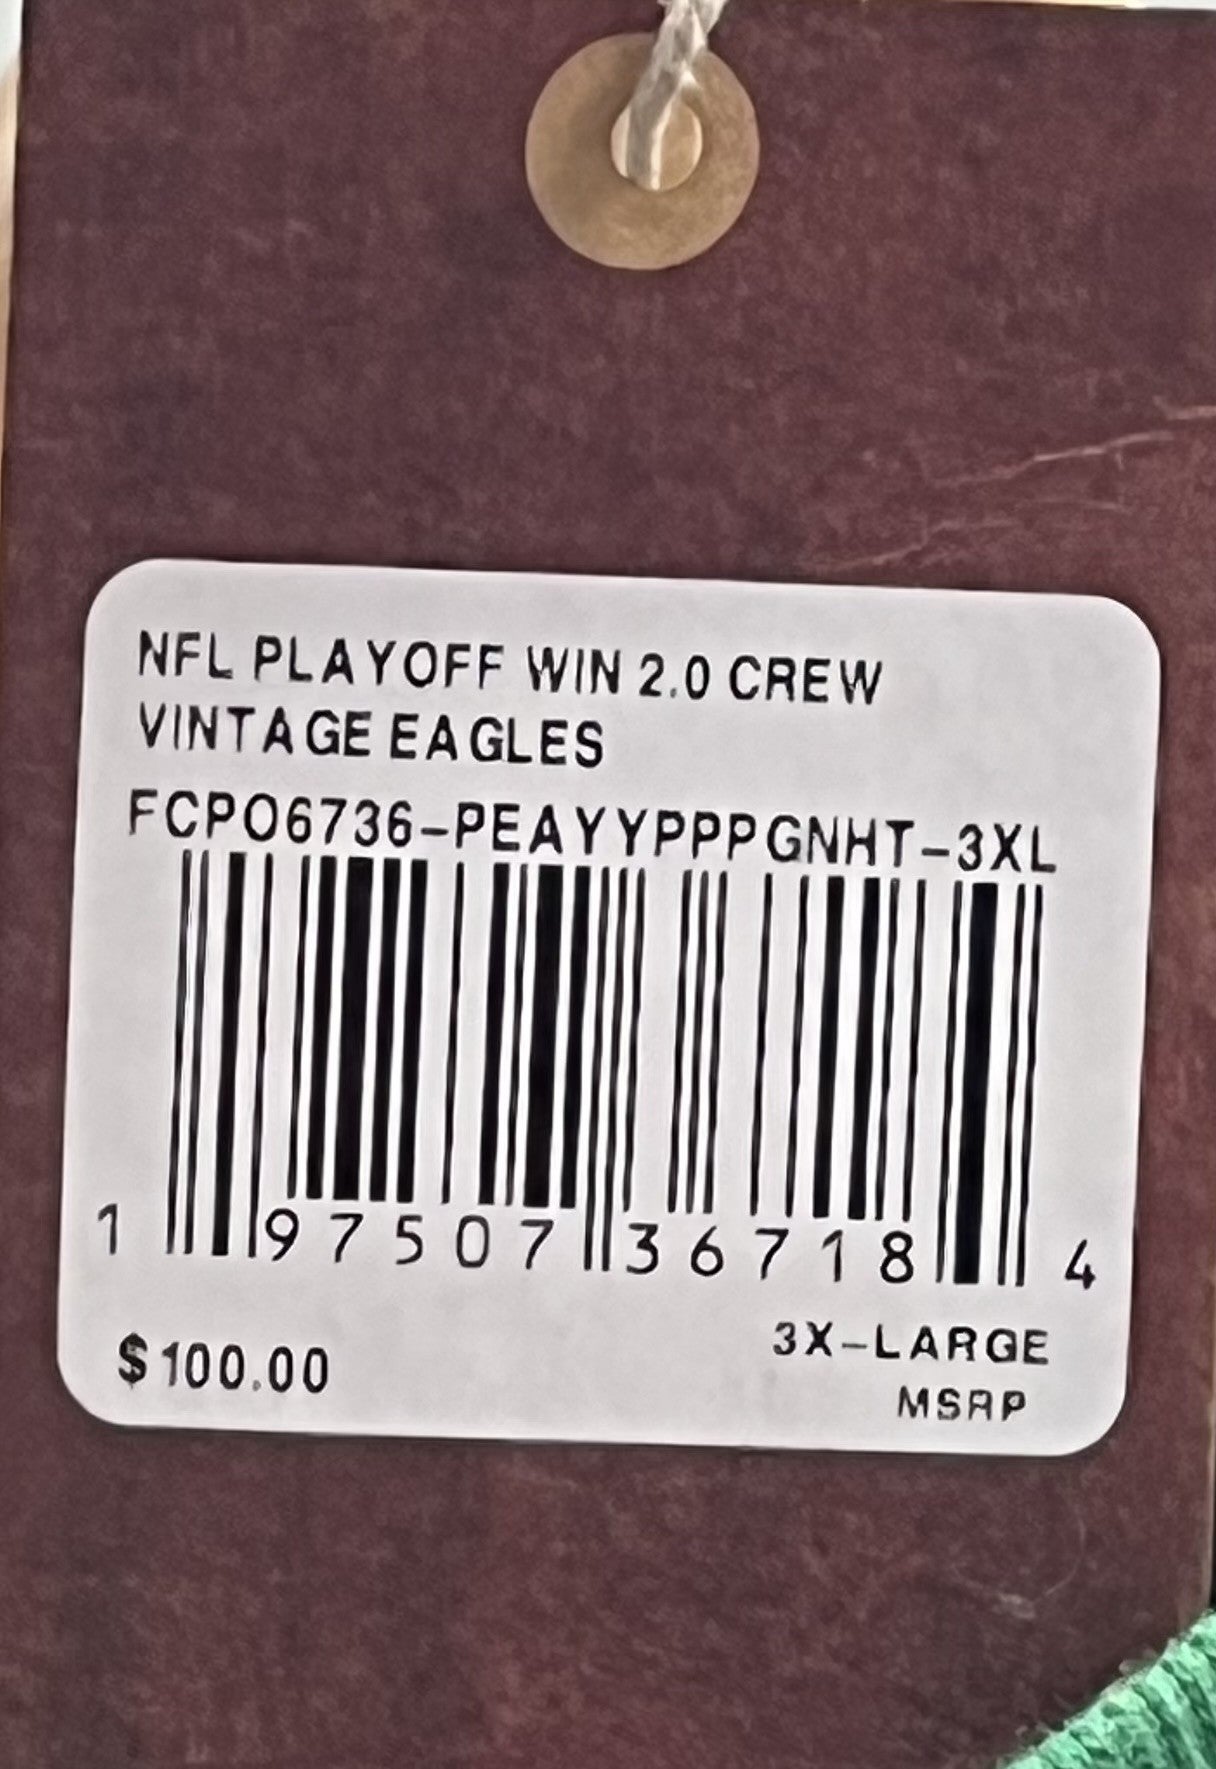 NFL PLAYOFF WIN 2.0 CREW
VINTAGE EAGLES
FCPO6736-PEAYYPPPGNHT-3XL
1 97507 36718 4
$100.00
3X-LARGE
MSRP